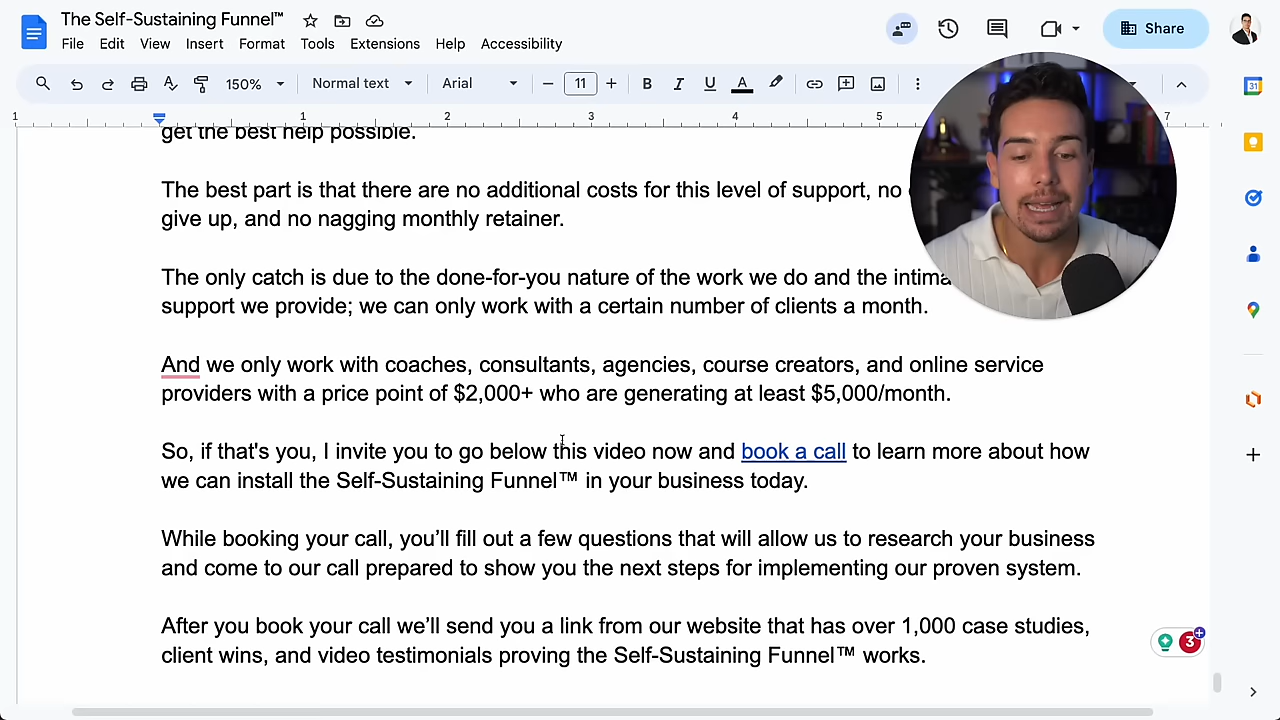 The Self-Sustaining Funnel™
File Edit View Insert Format Tools Extensions Help Accessibility
Share
150% Normal text Arial 11 B I U A
31
1 1 2 3 4 5 7
get the best help possible.
The best part is that there are no additional costs for this level of support, no
give up, and no nagging monthly retainer.
The only catch is due to the done-for-you nature of the work we do and the
support we provide; we can only work with a certain number of clients a month.
And we only work with coaches, consultants, agencies, course creators, and online service
providers with a price point of $2,000+ who are generating at least $5,000/month.
So, if that's you, I invite you to go below this video now and book a call to learn more about how
we can install the Self-Sustaining Funnel™ in your business today.
While booking your call, you’ll fill out a few questions that will allow us to research your business
and come to our call prepared to show you the next steps for implementing our proven system.
After you book your call we’ll send you a link from our website that has over 1,000 case studies,
client wins, and video testimonials proving the Self-Sustaining Funnel™ works.
3